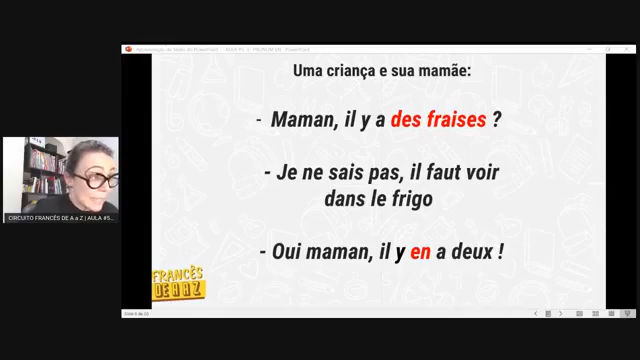 Uma criança e sua mamãe:
- Maman, il y a des fraises ?
- Je ne sais pas, il faut voir
dans le frigo
- Oui maman, il y en a deux !
FRANCÊS
DE A A Z
CIRCUITO FRANCÊS DE A a Z | AULA #5...